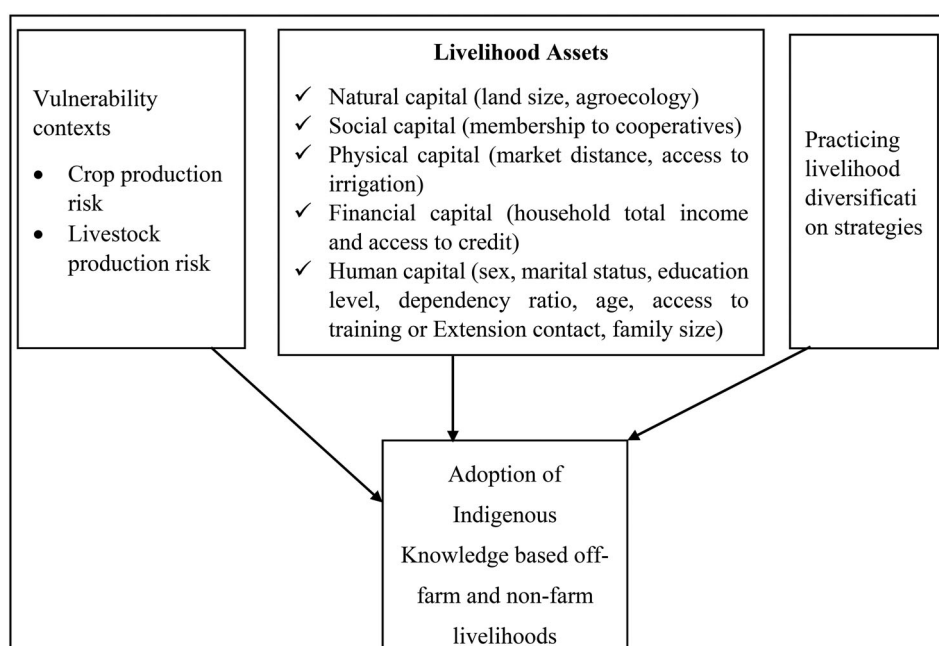 Vulnerability
contexts
• Crop production
risk
• Livestock
production risk
Livelihood Assets
✓ Natural capital (land size, agroecology)
✓ Social capital (membership to cooperatives)
✓ Physical capital (market distance, access to
irrigation)
✓ Financial capital (household total income
and access to credit)
✓ Human capital (sex, marital status, education
level, dependency ratio, age, access to
training or Extension contact, family size)
Practicing
livelihood
diversificati
on strategies
Adoption of
Indigenous
Knowledge based off-
farm and non-farm
livelihoods